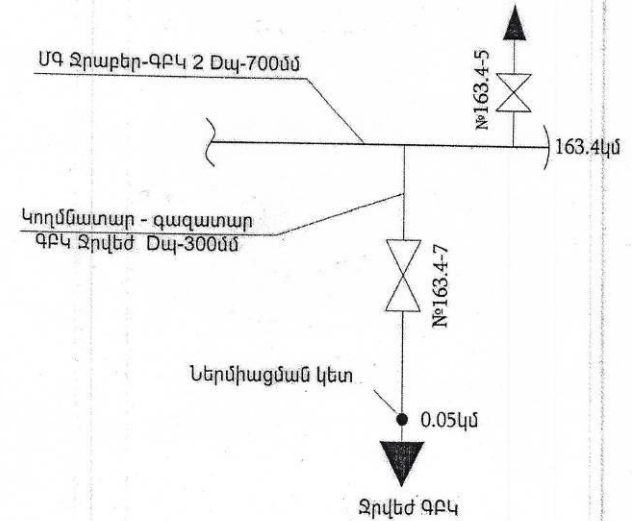 ՄԳ Ջրաբեր-ԳԲԿ 2 Dպ-700մմ
№163.4-5
163.4կմ
Կողմնատար - գազատար
ԳԲԿ Ջրվեժ Dպ-300մմ
№163.4-7
Ներմիացման կետ
0.05կմ
Ջրվեժ ԳԲԿ